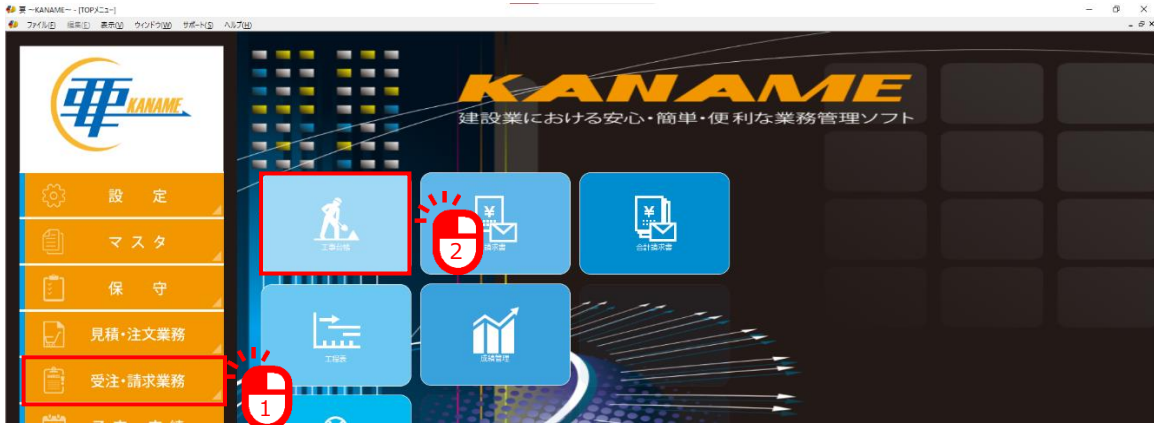 要 ～KANAME～ - [TOPメニュー]
ファイル(F) 編集(E) 表示(V) ウィンドウ(W) サポート(S) ヘルプ(H)
要 KANAME
KANAME
建設業における安心・簡単・便利な業務管理ソフト
設 定
マ ス タ
保 守
見積・注文業務
受注・請求業務
工事台帳
請求書
会計請求書
工程表
成績管理
2
1